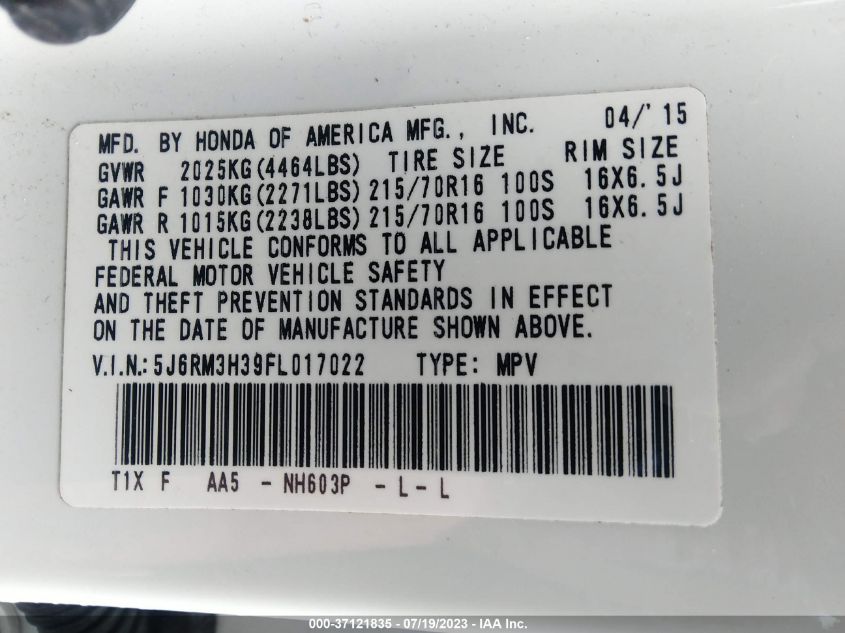 MFD. BY HONDA OF AMERICA MFG., INC. 04/'15
GVWR 2025KG(4464LBS) TIRE SIZE RIM SIZE
GAWR F 1030KG(2271LBS) 215/70R16 100S 16X6.5J
GAWR R 1015KG(2238LBS) 215/70R16 100S 16X6.5J
THIS VEHICLE CONFORMS TO ALL APPLICABLE
FEDERAL MOTOR VEHICLE SAFETY
AND THEFT PREVENTION STANDARDS IN EFFECT
ON THE DATE OF MANUFACTURE SHOWN ABOVE.
V.I.N.:5J6RM3H39FL017022 TYPE: MPV
T1X F AA5 - NH603P - L - L
000-37121835 - 07/19/2023 - IAA Inc.